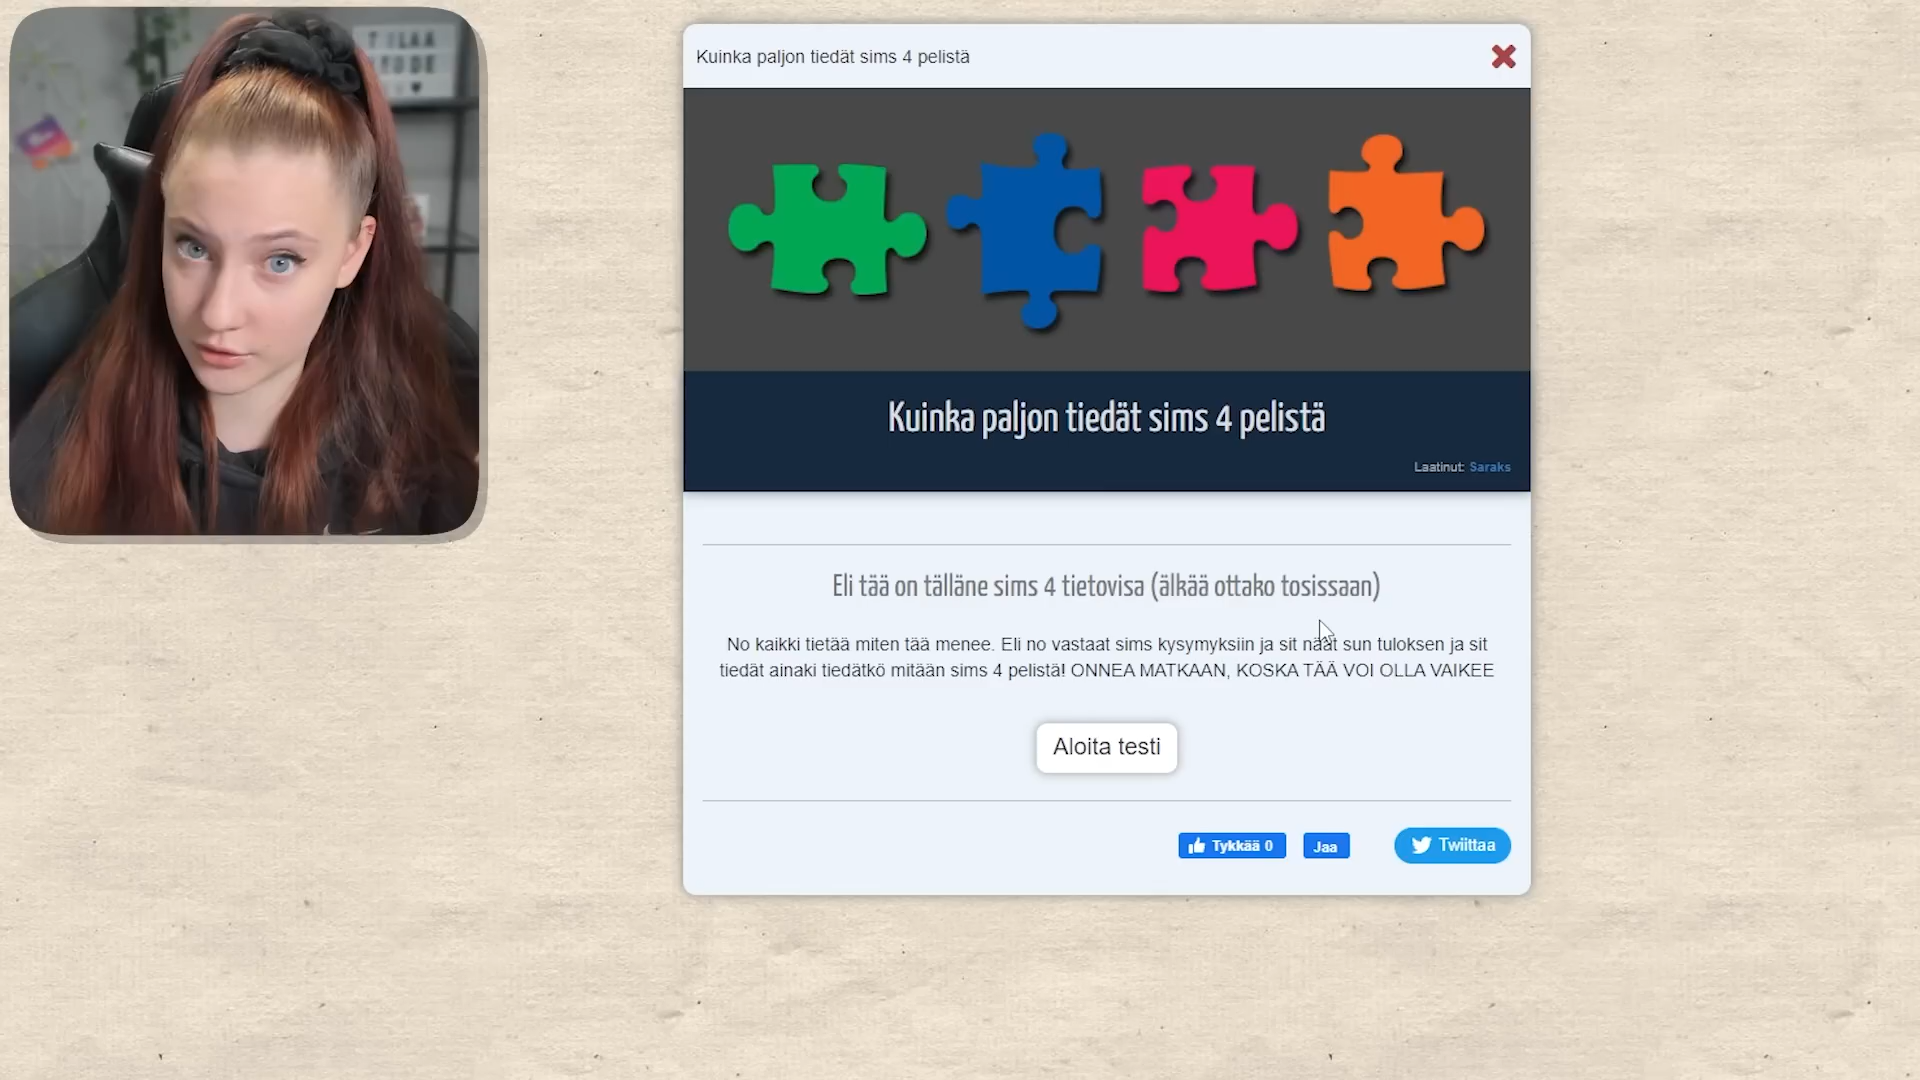 Kuinka paljon tiedät sims 4 pelistä
Kuinka paljon tiedät sims 4 pelistä
Laatinut: Saraks
Eli tää on tälläne sims 4 tietovisa (älkää ottako tosissaan)
No kaikki tietää miten tää menee. Eli no vastaat sims kysymyksiin ja sit näät sun tuloksen ja sit
tiedät ainaki tiedätkö mitään sims 4 pelistä! ONNEA MATKAAN, KOSKA TÄÄ VOI OLLA VAIKEE
Aloita testi
Tykkää 0
Jaa
Twiittaa